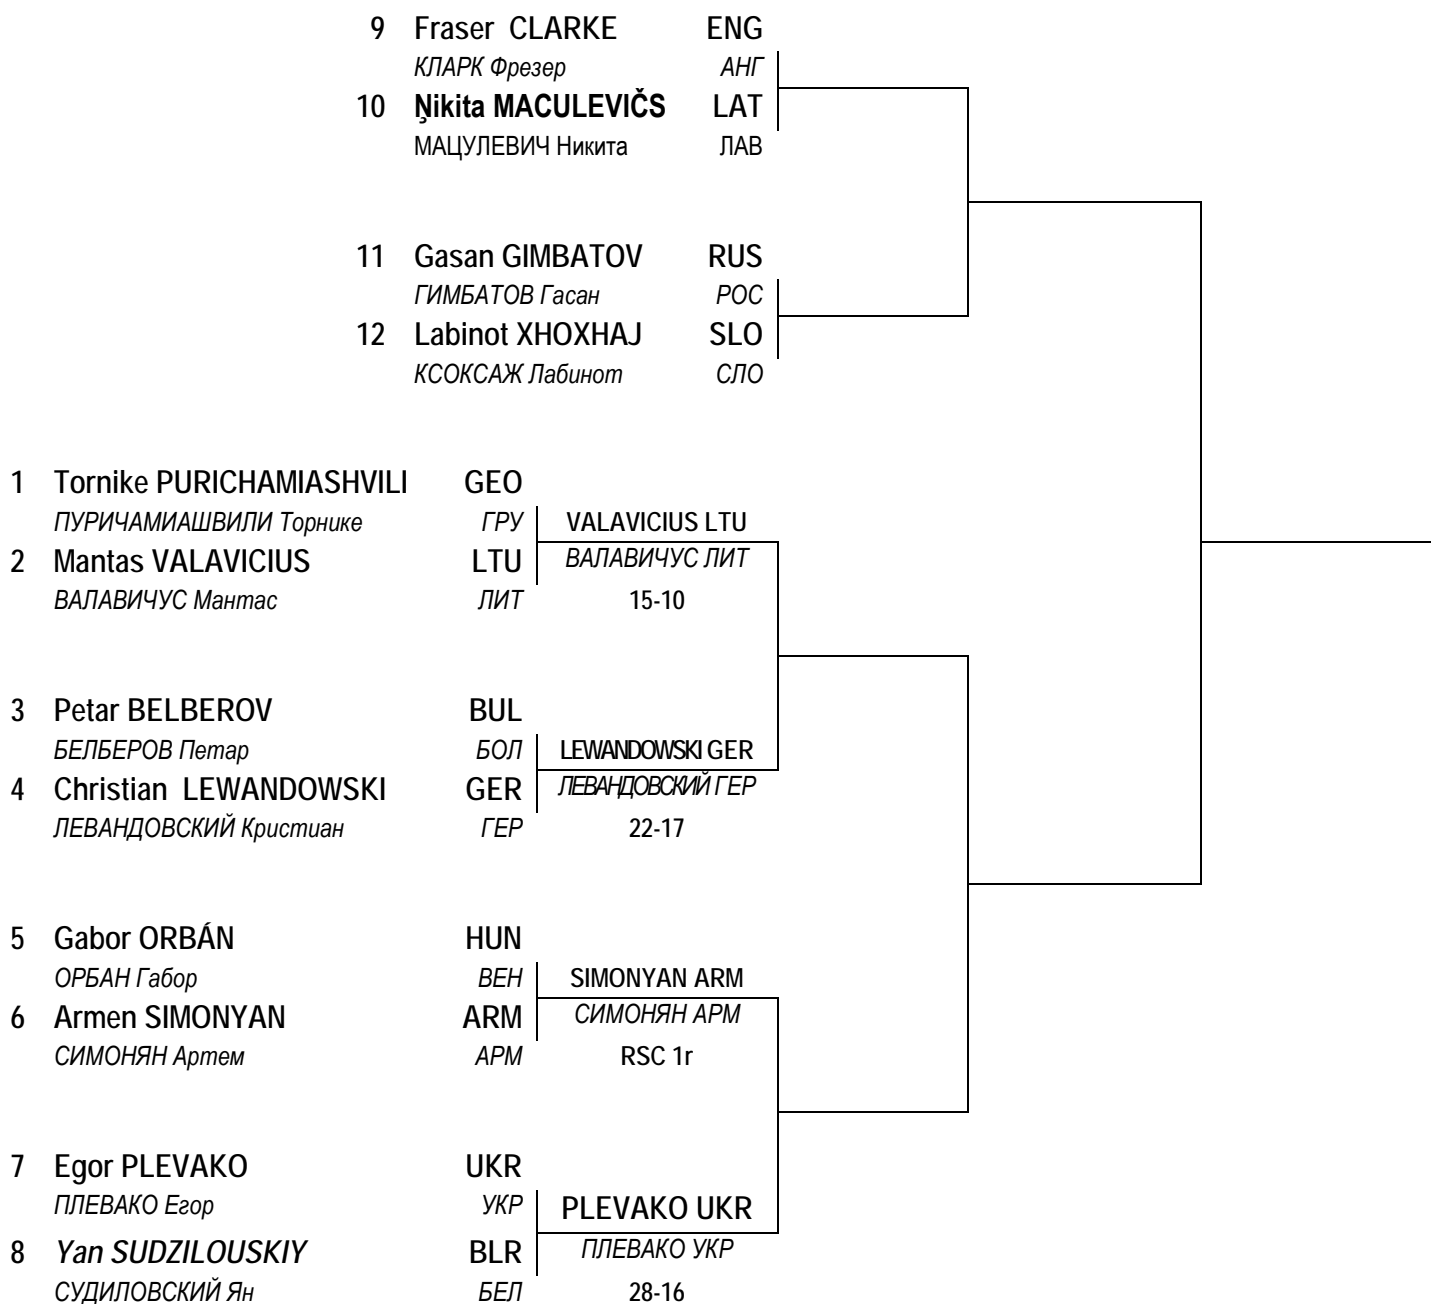 9 Fraser CLARKE ENG
КЛАРК Фрезер АНГ
10 Ņikita MACULEVIČS LAT
МАЦУЛЕВИЧ Никита ЛАВ
11 Gasan GIMBATOV RUS
ГИМБАТОВ Гасан РОС
12 Labinot XHOXHAJ SLO
КСОКСАЖ Лабинот СЛО
1 Tornike PURICHAMIASHVILI GEO
ПУРИЧАМИАШВИЛИ Торнике ГРУ VALAVICIUS LTU
2 Mantas VALAVICIUS LTU ВАЛАВИЧУС ЛИТ
ВАЛАВИЧУС Мантас ЛИТ 15-10
3 Petar BELBEROV BUL
БЕЛБЕРОВ Петар БОЛ LEWANDOWSKI GER
4 Christian LEWANDOWSKI GER ЛЕВАНДОВСКИЙ ГЕР
ЛЕВАНДОВСКИЙ Кристиан ГЕР 22-17
5 Gabor ORBÁN HUN
ОРБАН Габор ВЕН SIMONYAN ARM
6 Armen SIMONYAN ARM СИМОНЯН АРМ
СИМОНЯН Артем АРМ RSC 1r
7 Egor PLEVAKO UKR
ПЛЕВАКО Егор УКР PLEVAKO UKR
8 Yan SUDZILOUSKIY BLR ПЛЕВАКО УКР
СУДИЛОВСКИЙ Ян БЕЛ 28-16